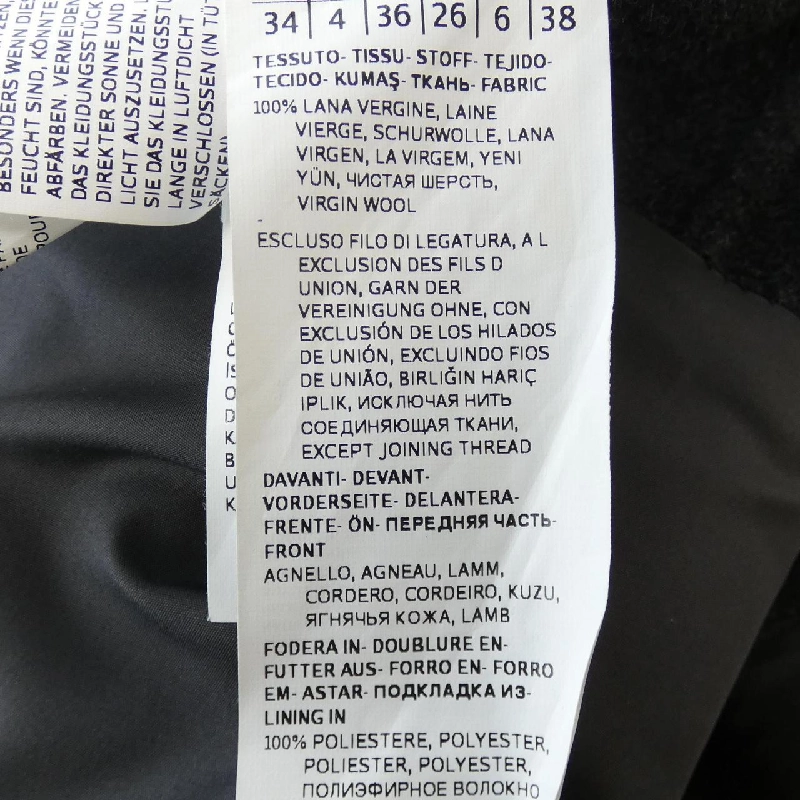 34 4 36 26 6 38
TESSUTO- TISSU- STOFF- TEJIDO-
TECIDO- KUMAŞ- ТКАНЬ- FABRIC
100% LANA VERGINE, LAINE
VIERGE, SCHURWOLLE, LANA
VIRGEN, LA VIRGEM, YENI
YÜN, ЧИСТАЯ ШЕРСТЬ,
VIRGIN WOOL
ESCLUSO FILO DI LEGATURA, A L
EXCLUSION DES FILS D
UNION, GARN DER
VEREINIGUNG OHNE, CON
EXCLUSIÓN DE LOS HILADOS
DE UNIÓN, EXCLUINDO FIOS
DE UNIÃO, BIRLIĞIN HARIÇ
IPLIK, ИСКЛЮЧАЯ НИТЬ
СОЕДИНЯЮЩАЯ ТКАНИ,
EXCEPT JOINING THREAD
DAVANTI- DEVANT-
VORDERSEITE- DELANTERA-
FRENTE- ÖN- ПЕРЕДНЯЯ ЧАСТЬ-
FRONT
AGNELLO, AGNEAU, LAMM,
CORDERO, CORDEIRO, KUZU,
ЯГНЯЧЬЯ КОЖА, LAMB
FODERA IN- DOUBLURE EN-
FUTTER AUS- FORRO EN- FORRO
EM- ASTAR- ПОДКЛАДКА ИЗ-
LINING IN
100% POLIESTERE, POLYESTER,
POLIESTER, POLYESTER,
ПОЛИЭФИРНОЕ ВОЛОКНО
BESONDERS WENN DIES
FEUCHT SIND, KÖNNTE
ABFÄRBEN. VERMEIDEN
DAS KLEIDUNGSSTÜCK
DIREKTER SONNE UND
LICHT AUSZUSETZEN.
SIE DAS KLEIDUNGSSTÜ
LANGE IN LUFTDICHT
VERSCHLOSSEN (IN TÜT
SÄCKEN)